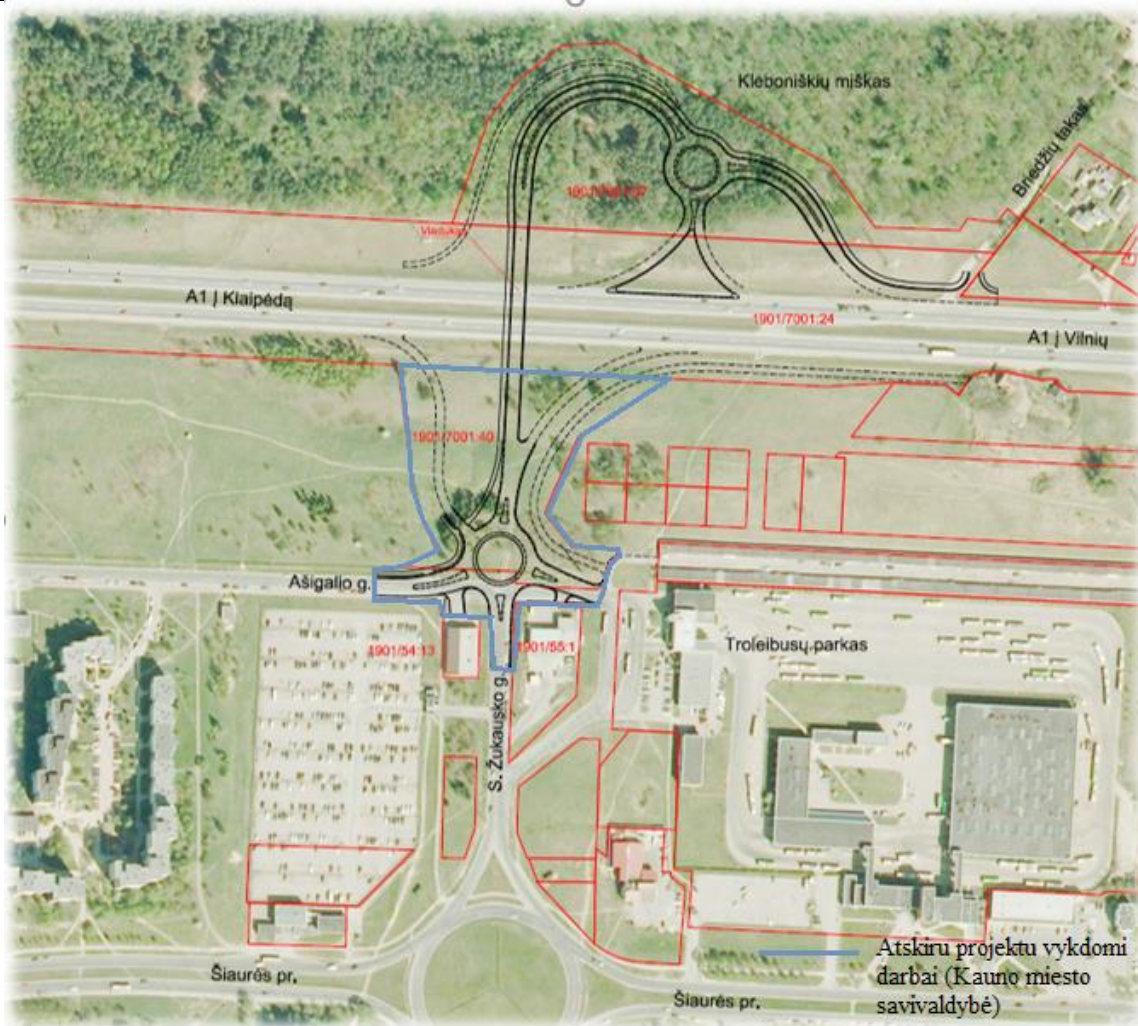 Kleboniškių miškas
Briedžių takas
Viadukas
A1 į Klaipėdą
1901/7001:24
A1 į Vilnių
1901/7001:40
Ašigalio g.
1901/54:13
1901/55:1
Troleibusų parkas
S. Žukausko g.
Šiaurės pr.
Šiaurės pr.
Atskiru projektu vykdomi
darbai (Kauno miesto
savivaldybė)